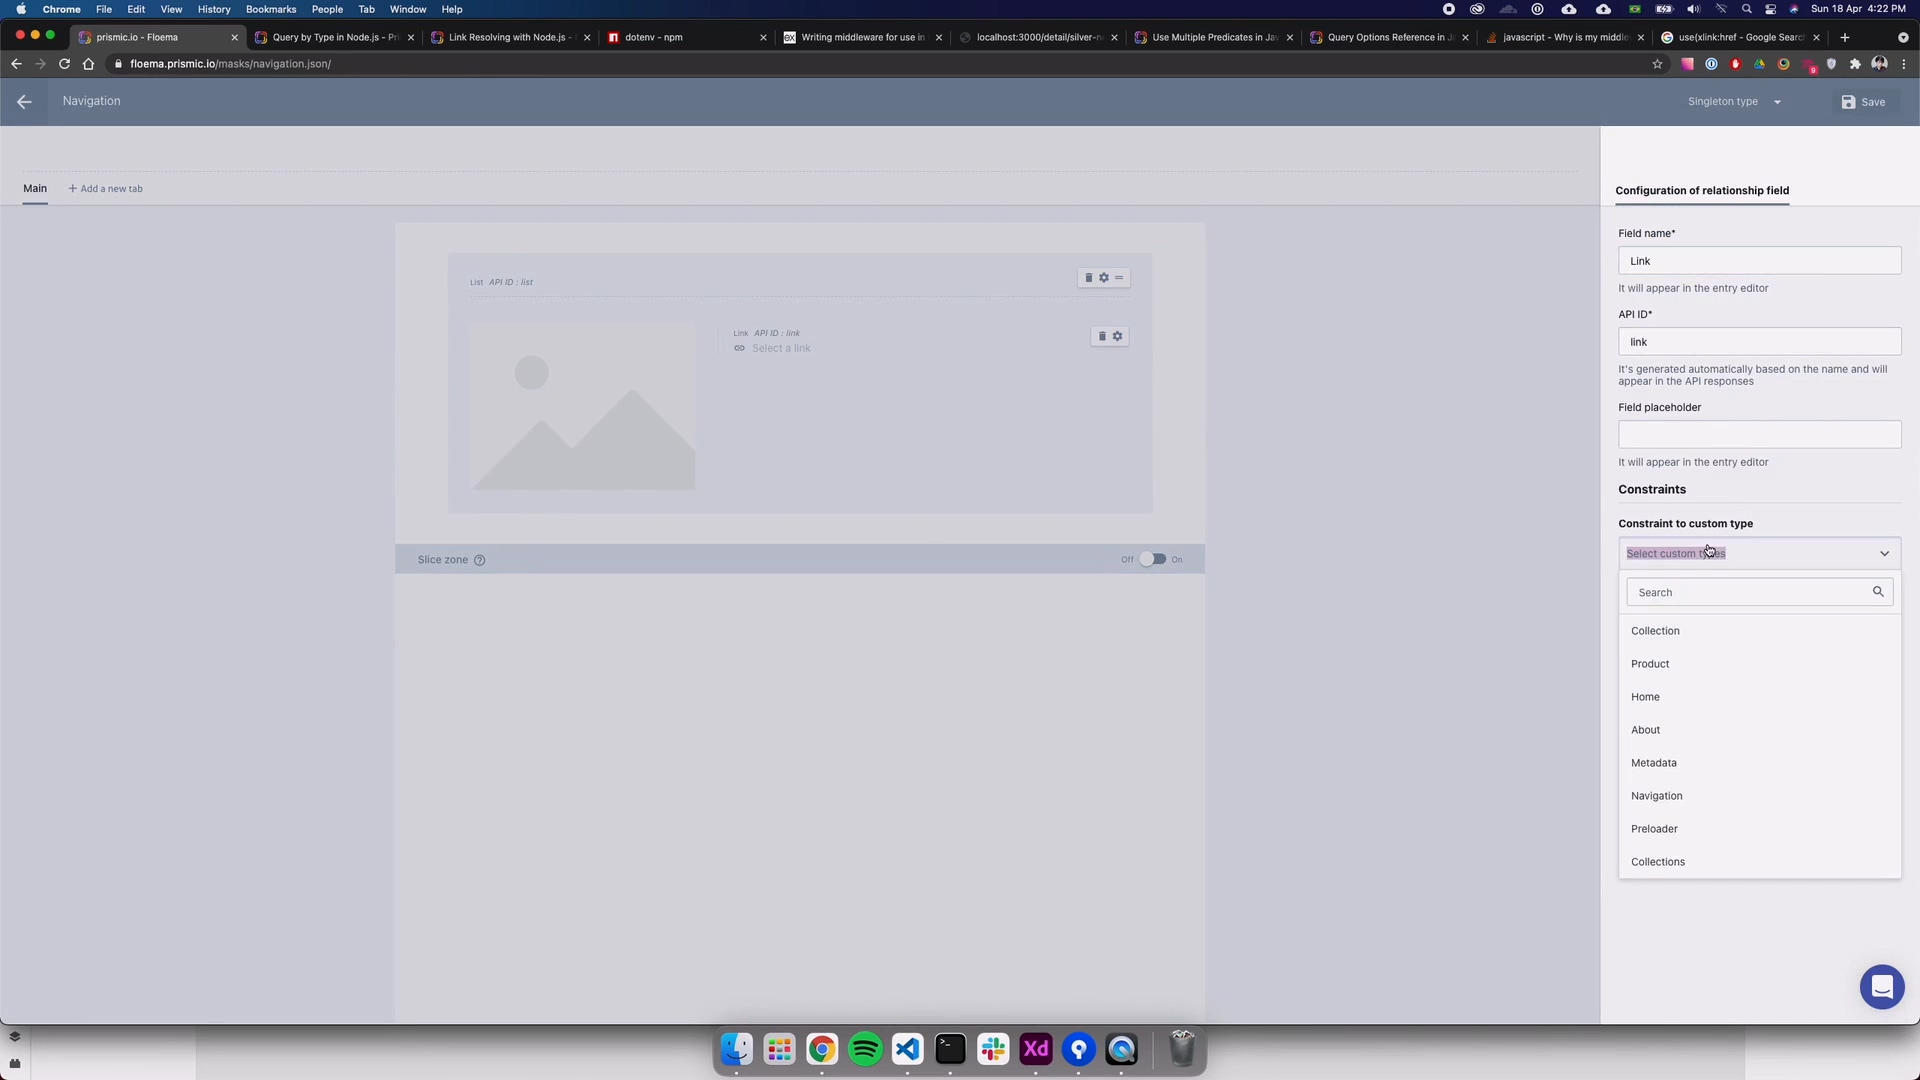 Chrome File Edit View History Bookmarks People Tab Window Help
Sun 18 Apr 4:22 PM
prismic.io - Floema
Query by Type in Node.js - Pri
Link Resolving with Node.js -
dotenv - npm
Writing middleware for use in
localhost:3000/detail/silver-n
Use Multiple Predicates in Jav
Query Options Reference in J
javascript - Why is my middle
use(xlink:href - Google Search
floema.prismic.io/masks/navigation.json/
9
Navigation
Singleton type
Save
Main
+ Add a new tab
List API ID : list
Link API ID : link
Select a link
Slice zone ?
Off
On
Configuration of relationship field
Field name*
Link
It will appear in the entry editor
API ID*
link
It's generated automatically based on the name and will
appear in the API responses
Field placeholder
It will appear in the entry editor
Constraints
Constraint to custom type
Select custom types
Search
Collection
Product
Home
About
Metadata
Navigation
Preloader
Collections
Xd